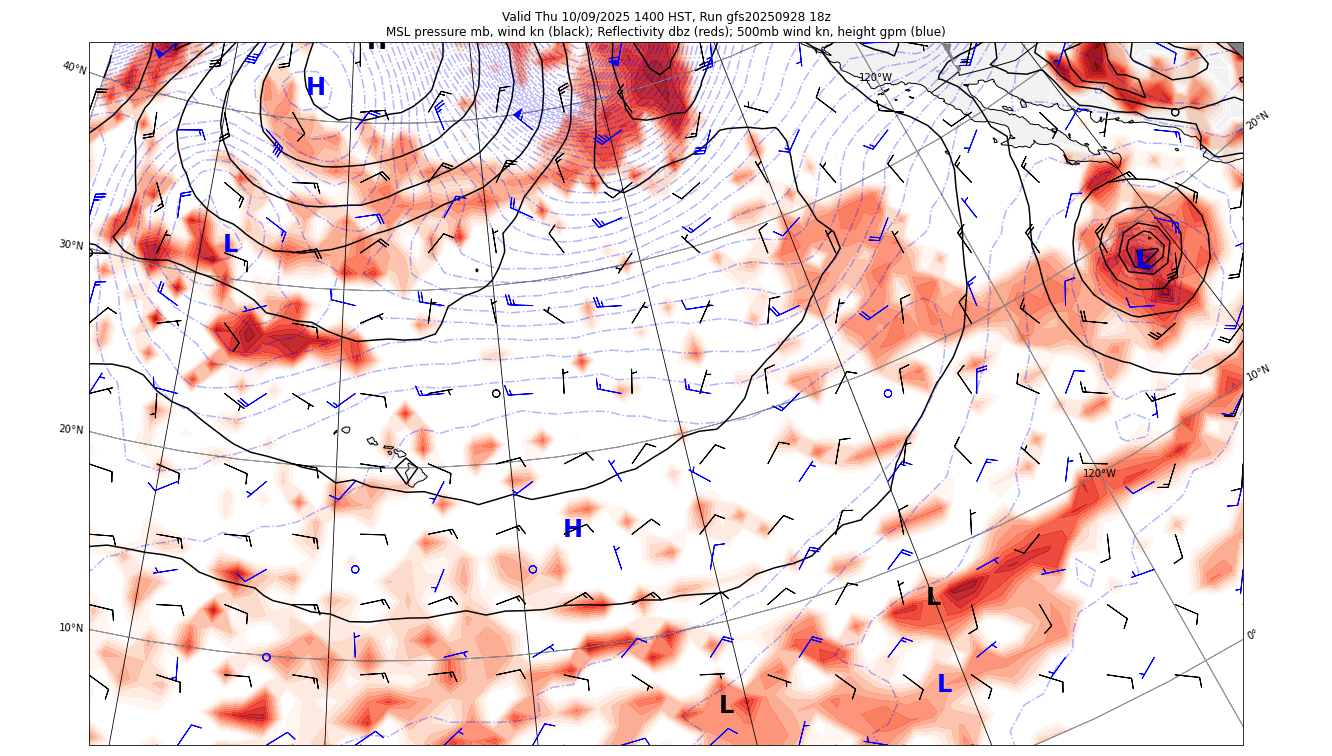 Valid Thu 10/09/2025 1400 HST, Run gfs20250928 18z
MSL pressure mb, wind kn (black); Reflectivity dbz (reds); 500mb wind kn, height gpm (blue)
H
40°N
H
120°W
20°N
30°N
L
L
10°N
20°N
120°W
H
L
10°N
0°
L
L